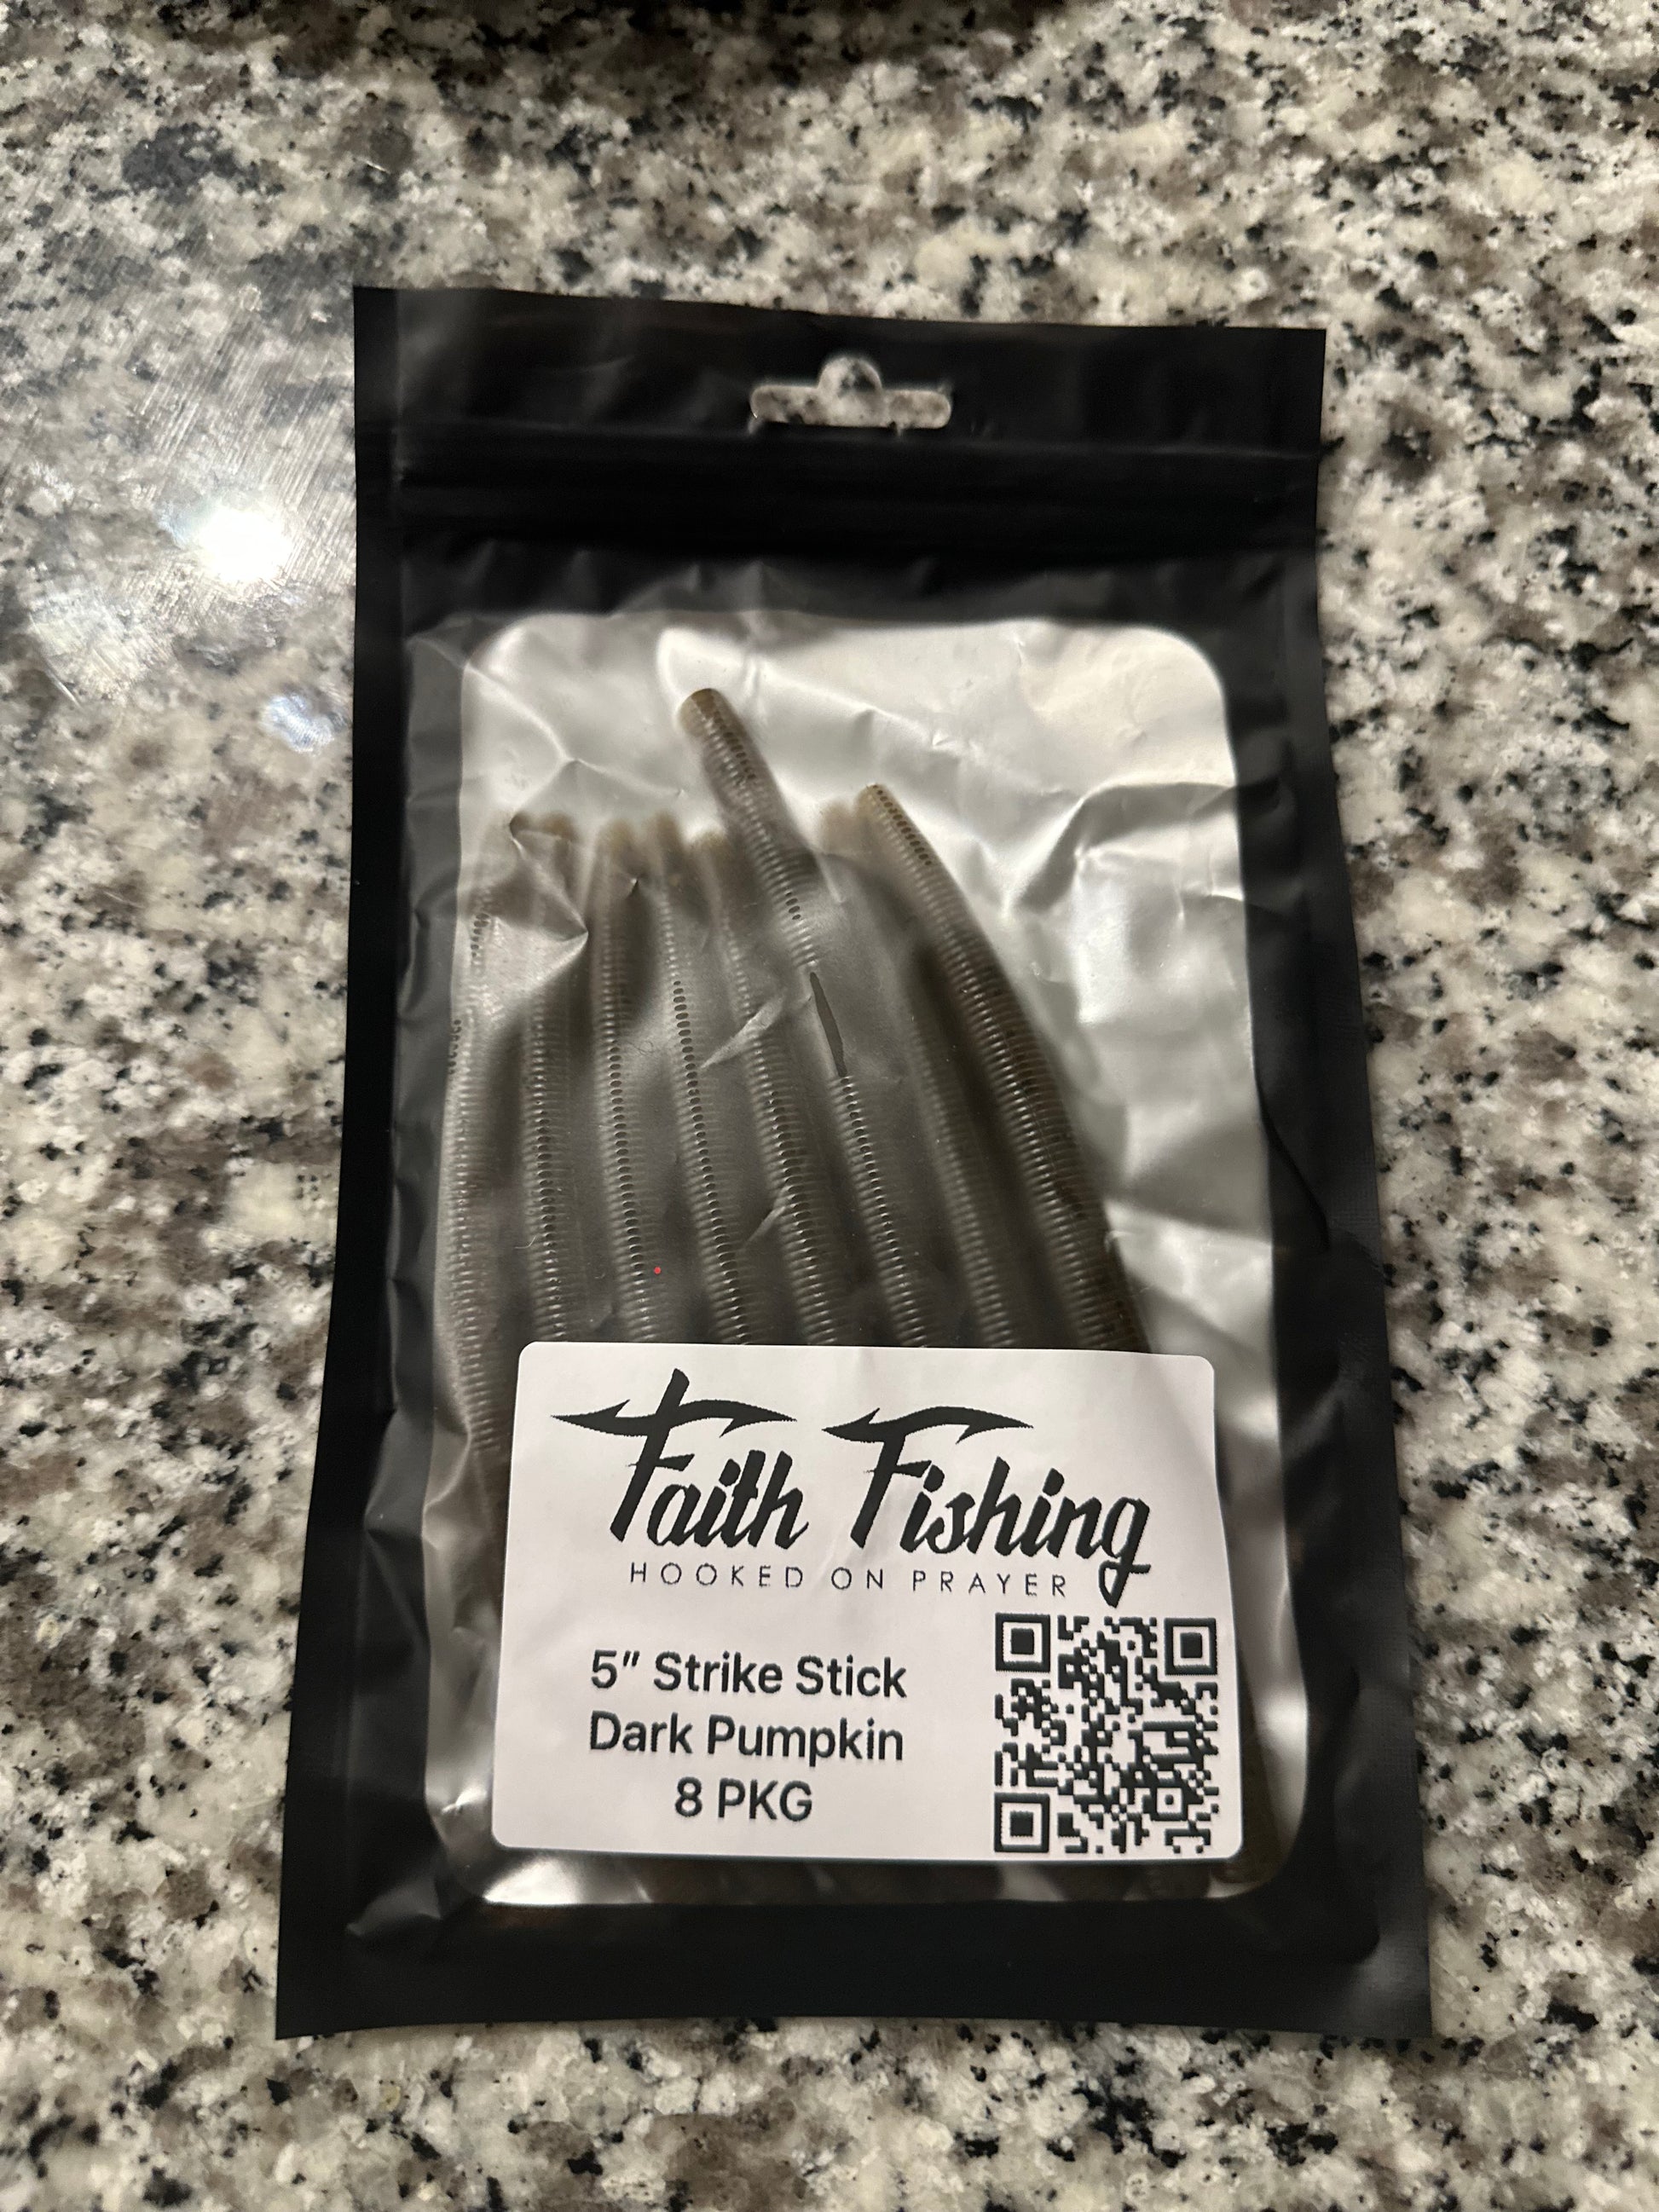 Faith Fishing
HOOKED ON PRAYER
5" Strike Stick
Dark Pumpkin
8 PKG